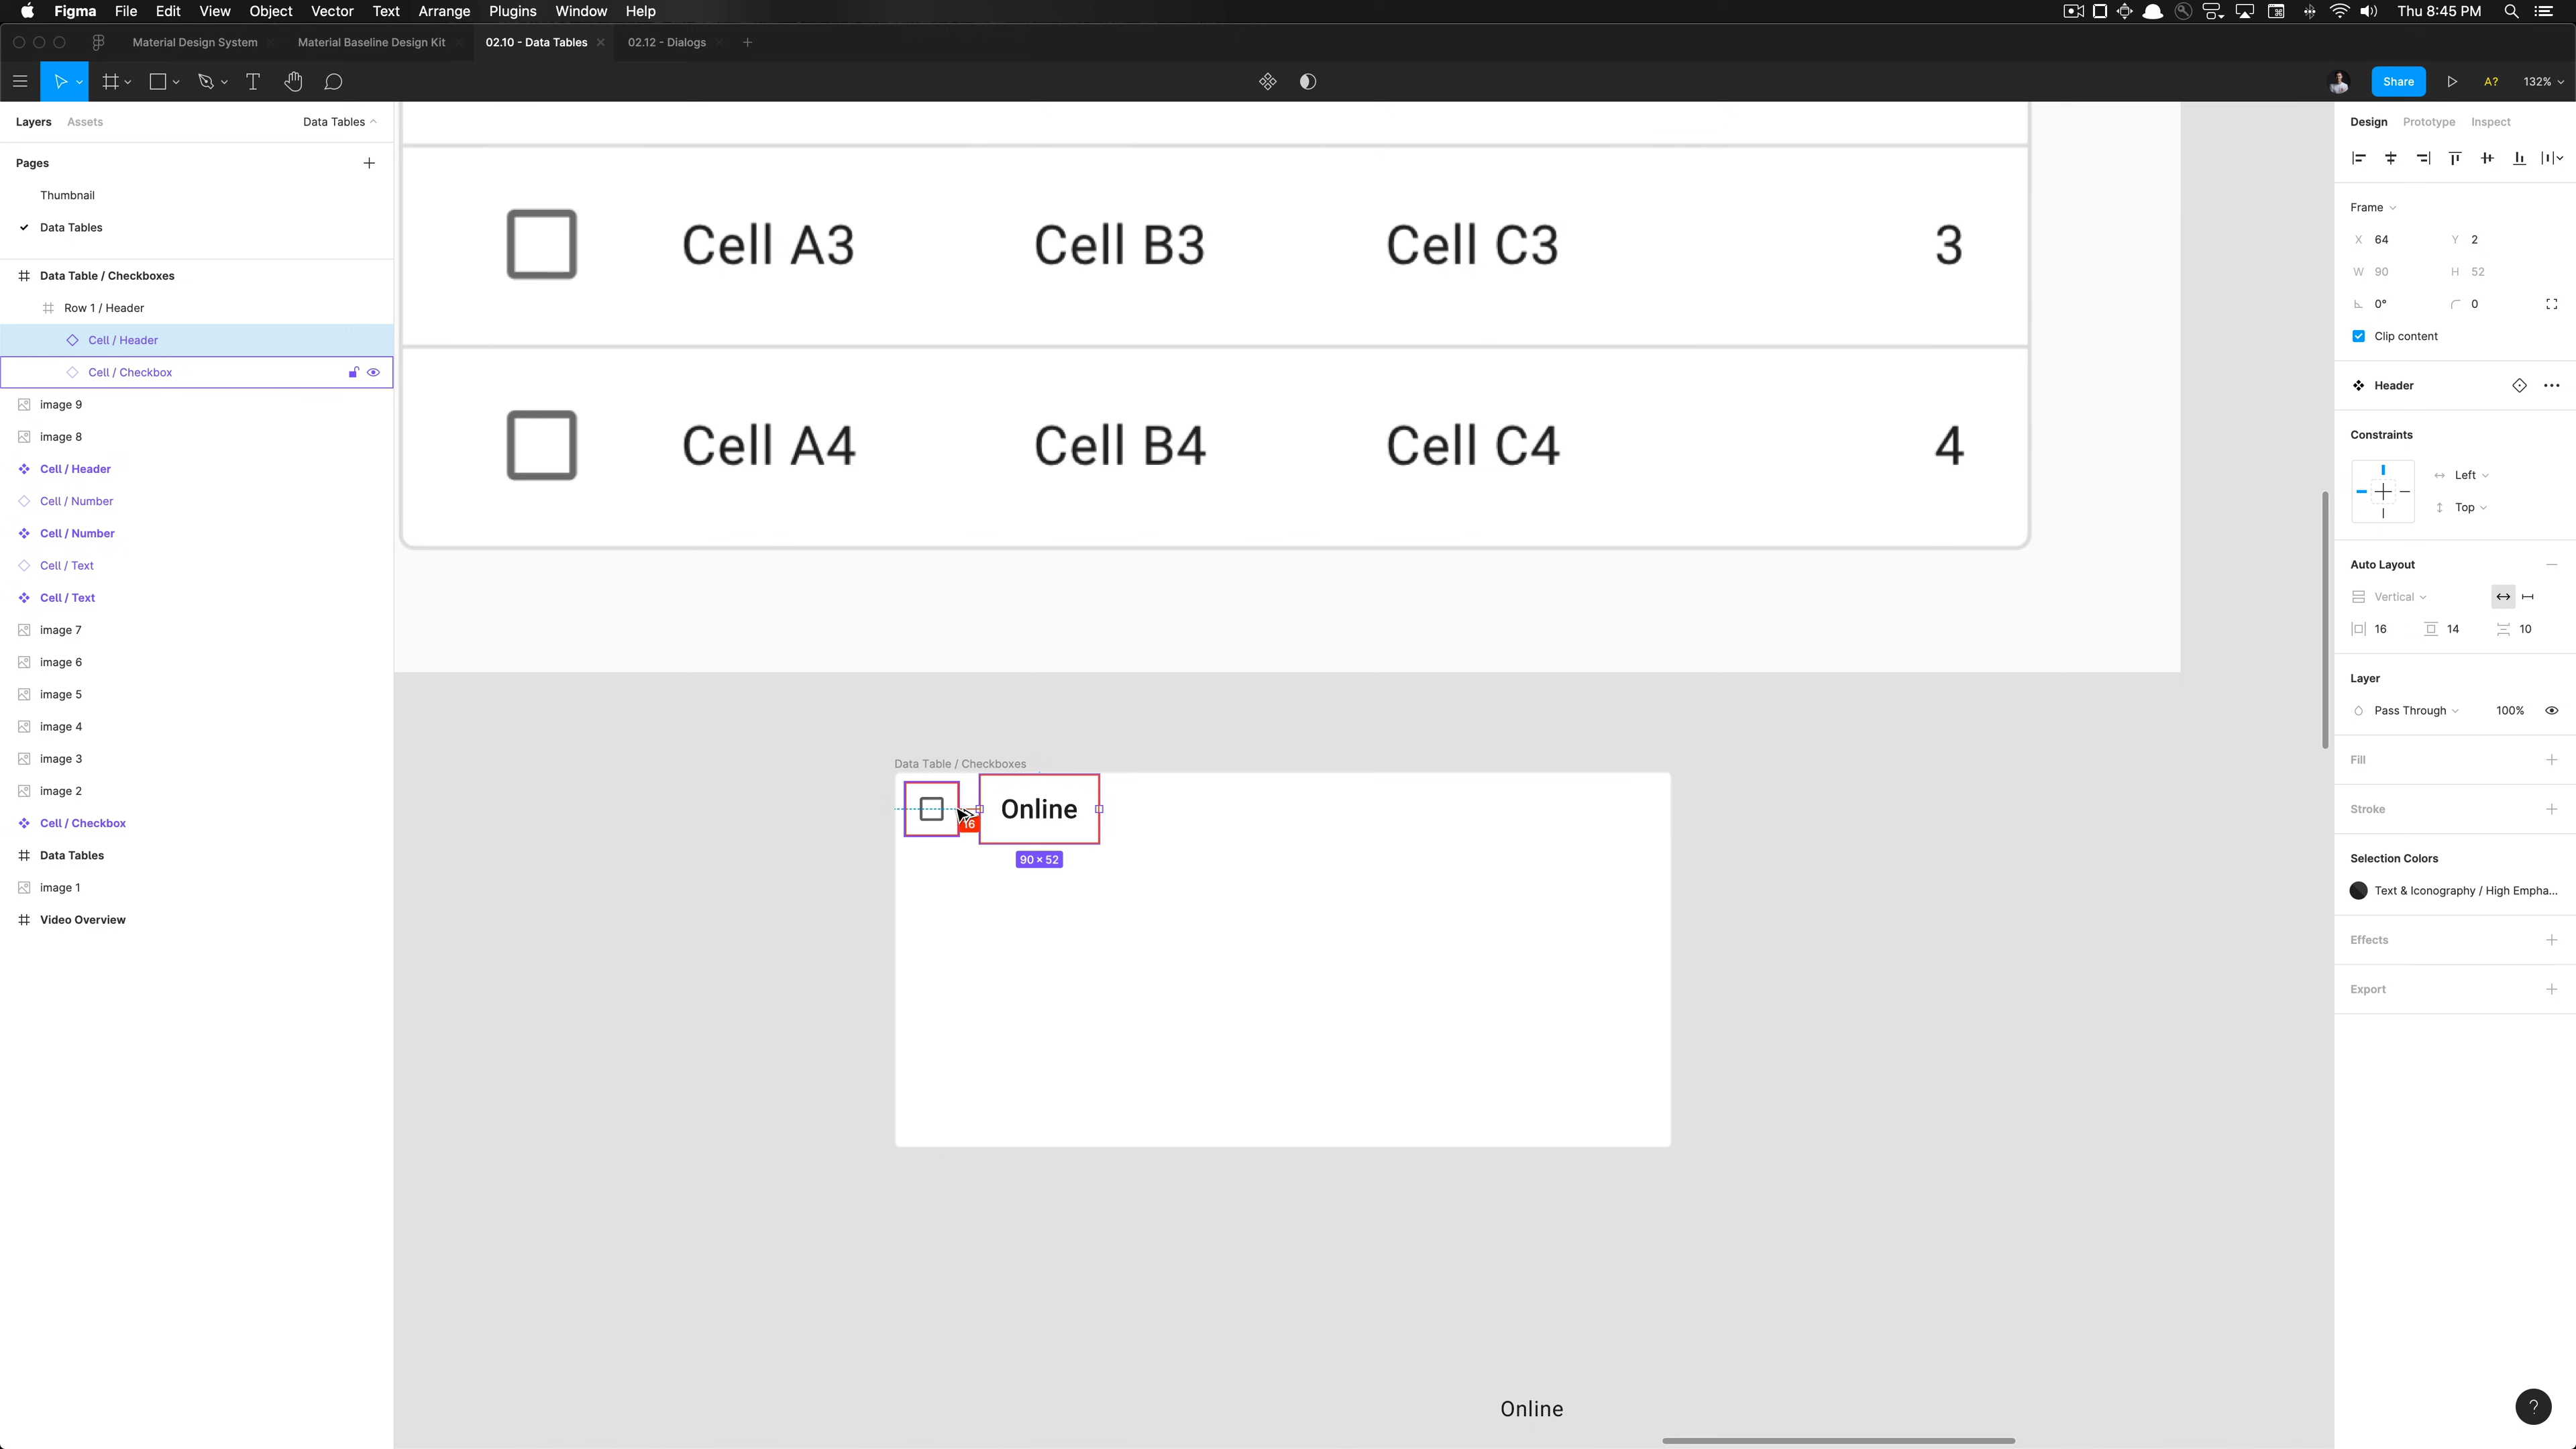 Figma File Edit View Object Vector Text Arrange Plugins Window Help Thu 8:45 PM
Material Design System Material Baseline Design Kit 02.10 - Data Tables 02.12 - Dialogs
Share A? 132%
Layers Assets Data Tables
Pages
Thumbnail
Data Tables
Data Table / Checkboxes
Row 1 / Header
Cell / Header
Cell / Checkbox
image 9
image 8
Cell / Header
Cell / Number
Cell / Number
Cell / Text
Cell / Text
image 7
image 6
image 5
image 4
image 3
image 2
Cell / Checkbox
Data Tables
image 1
Video Overview
Cell A3 Cell B3 Cell C3 3
Cell A4 Cell B4 Cell C4 4
Data Table / Checkboxes
Online
16
90 × 52
Online
Design Prototype Inspect
Frame
X 64 Y 2
W 90 H 52
0° 0
Clip content
Header
Constraints
Left
Top
Auto Layout
Vertical
16 14 10
Layer
Pass Through 100%
Fill
Stroke
Selection Colors
Text & Iconography / High Empha...
Effects
Export
?